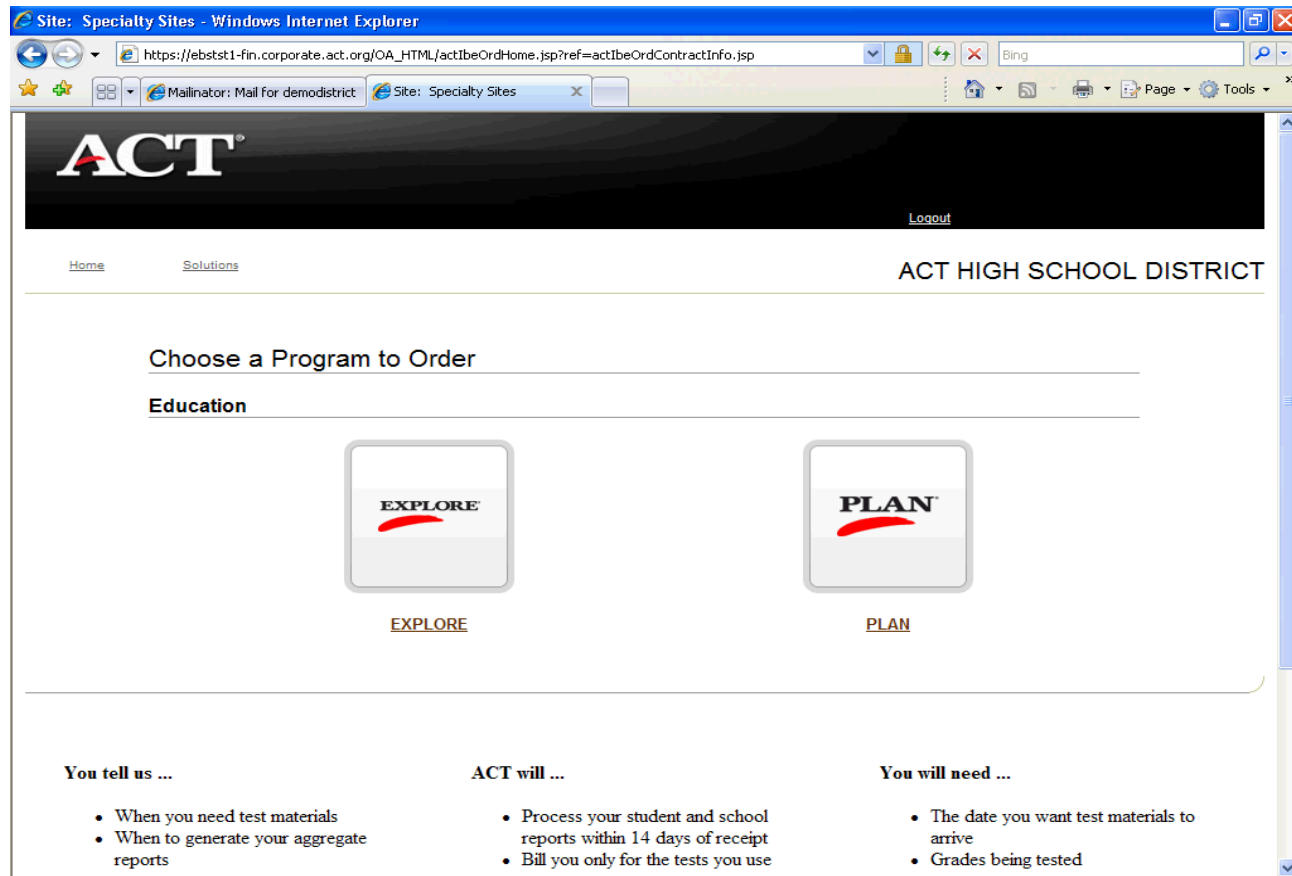 Site: Specialty Sites - Windows Internet Explorer
https://ebstst1-fin.corporate.act.org/OA_HTML/actIbeOrdHome.jsp?ref=actIbeOrdContractInfo.jsp
Bing
Mailinator: Mail for demodistrict
Site: Specialty Sites
X
Page
Tools
»
ACT®
Logout
Home
Solutions
ACT HIGH SCHOOL DISTRICT
Choose a Program to Order
Education
EXPLORE®
PLAN®
EXPLORE
PLAN
You tell us ...
• When you need test materials
• When to generate your aggregate
reports
ACT will ...
• Process your student and school
reports within 14 days of receipt
• Bill you only for the tests you use
You will need ...
• The date you want test materials to
arrive
• Grades being tested